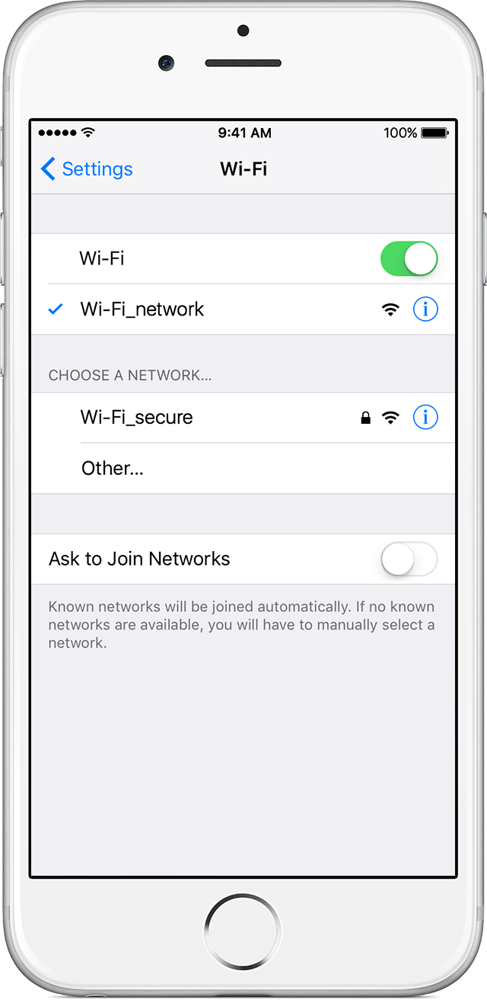 9:41 AM 100%
Settings Wi-Fi
Wi-Fi
Wi-Fi_network
CHOOSE A NETWORK...
Wi-Fi_secure
Other...
Ask to Join Networks
Known networks will be joined automatically. If no known
networks are available, you will have to manually select a
network.